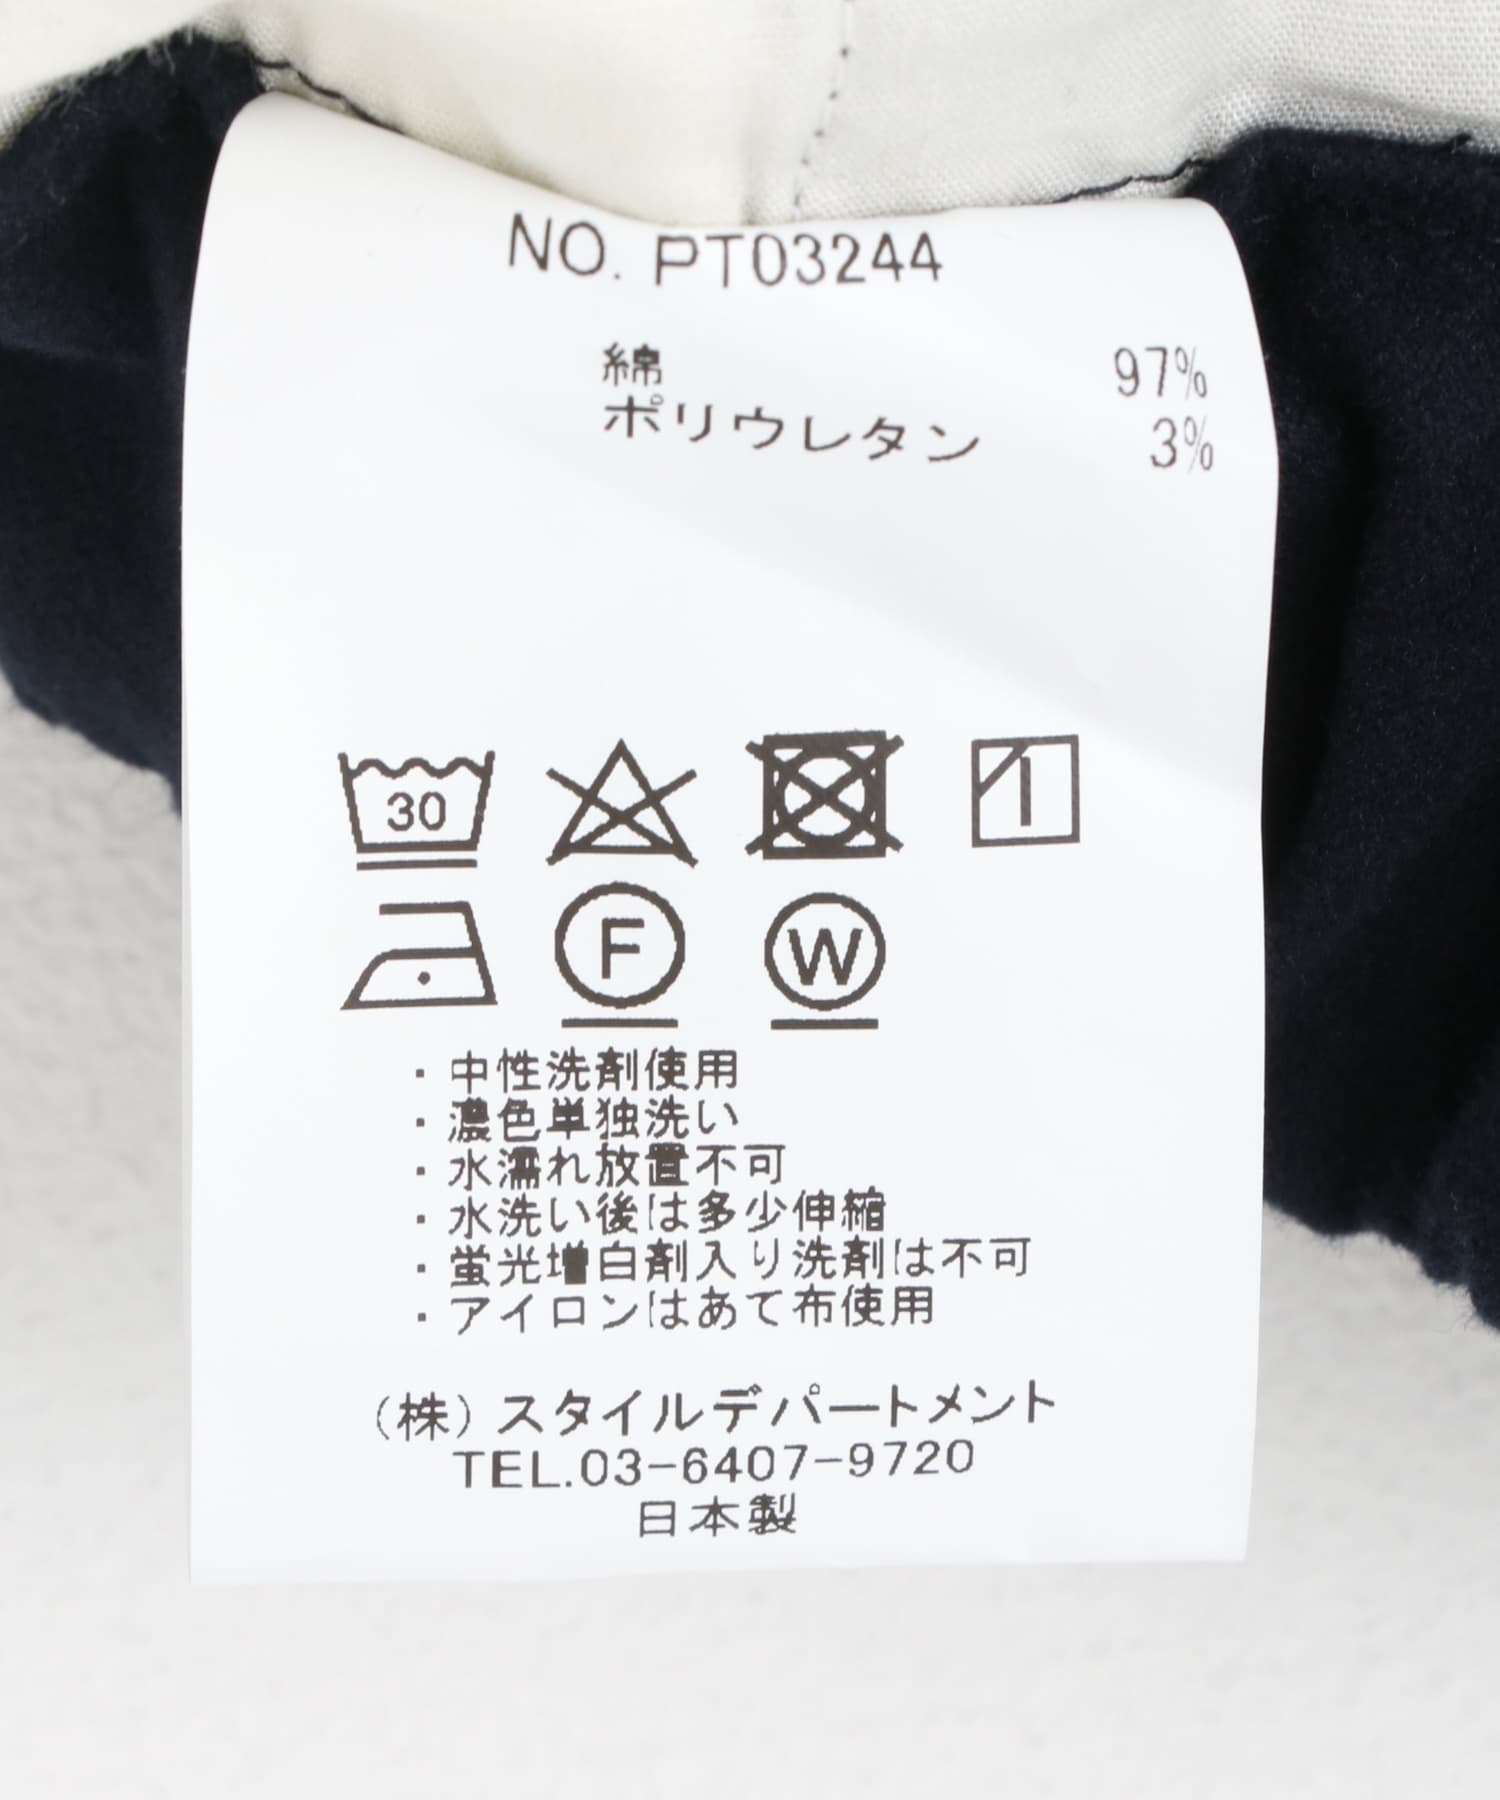 NO. PT03244
綿 97%
ポリウレタン 3%
30
F W
・中性洗剤使用
・濃色単独洗い
・水濡れ放置不可
・水洗い後は多少伸縮
・蛍光増白剤入り洗剤は不可
・アイロンはあて布使用
(株)スタイルデパートメント
TEL.03-6407-9720
日本製